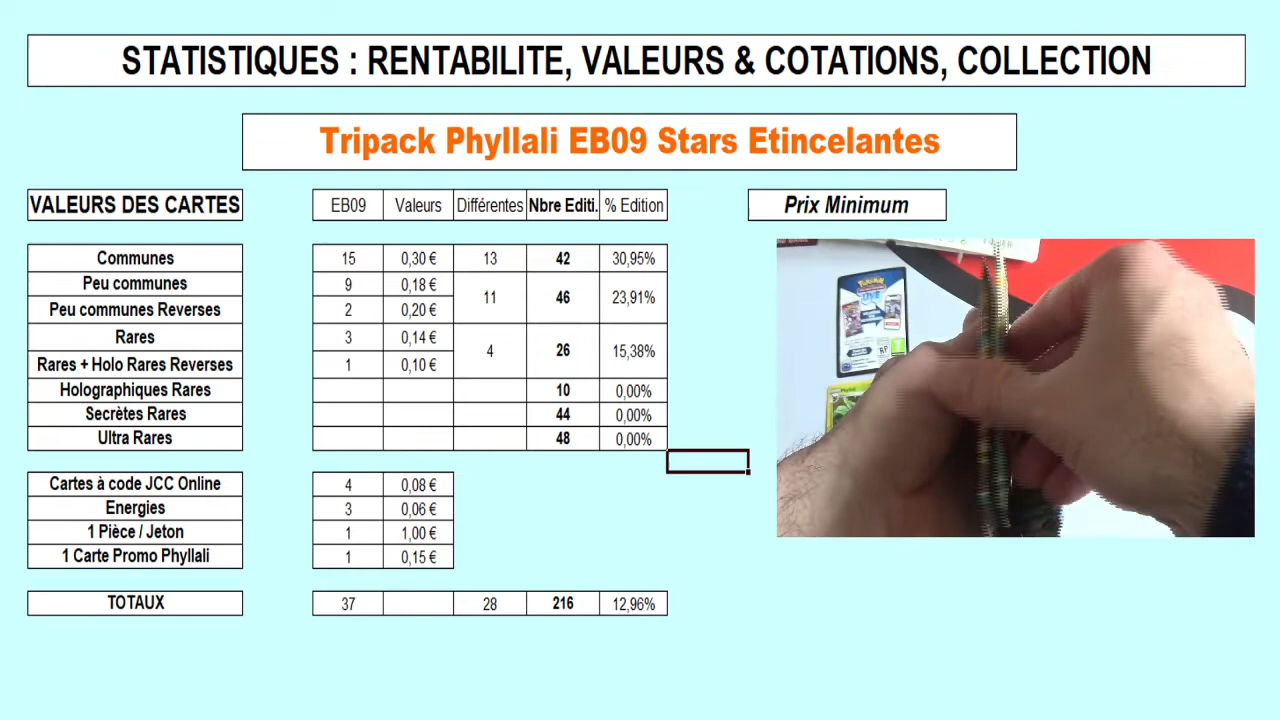 STATISTIQUES : RENTABILITE, VALEURS & COTATIONS, COLLECTION
Tripack Phyllali EB09 Stars Etincelantes
VALEURS DES CARTES EB09 Valeurs Différentes Nbre Editi. % Edition Prix Minimum
Communes 15 0,30 € 13 42 30,95%
Peu communes 9 0,18 € 11 46 23,91%
Peu communes Reverses 2 0,20 €
Rares 3 0,14 € 4 26 15,38%
Rares + Holo Rares Reverses 1 0,10 €
Holographiques Rares 10 0,00%
Secrètes Rares 44 0,00%
Ultra Rares 48 0,00%
Cartes à code JCC Online 4 0,08 €
Energies 3 0,06 €
1 Pièce / Jeton 1 1,00 €
1 Carte Promo Phyllali 1 0,15 €
TOTAUX 37 28 216 12,96%
Pokémon
LIVE
Phyllali